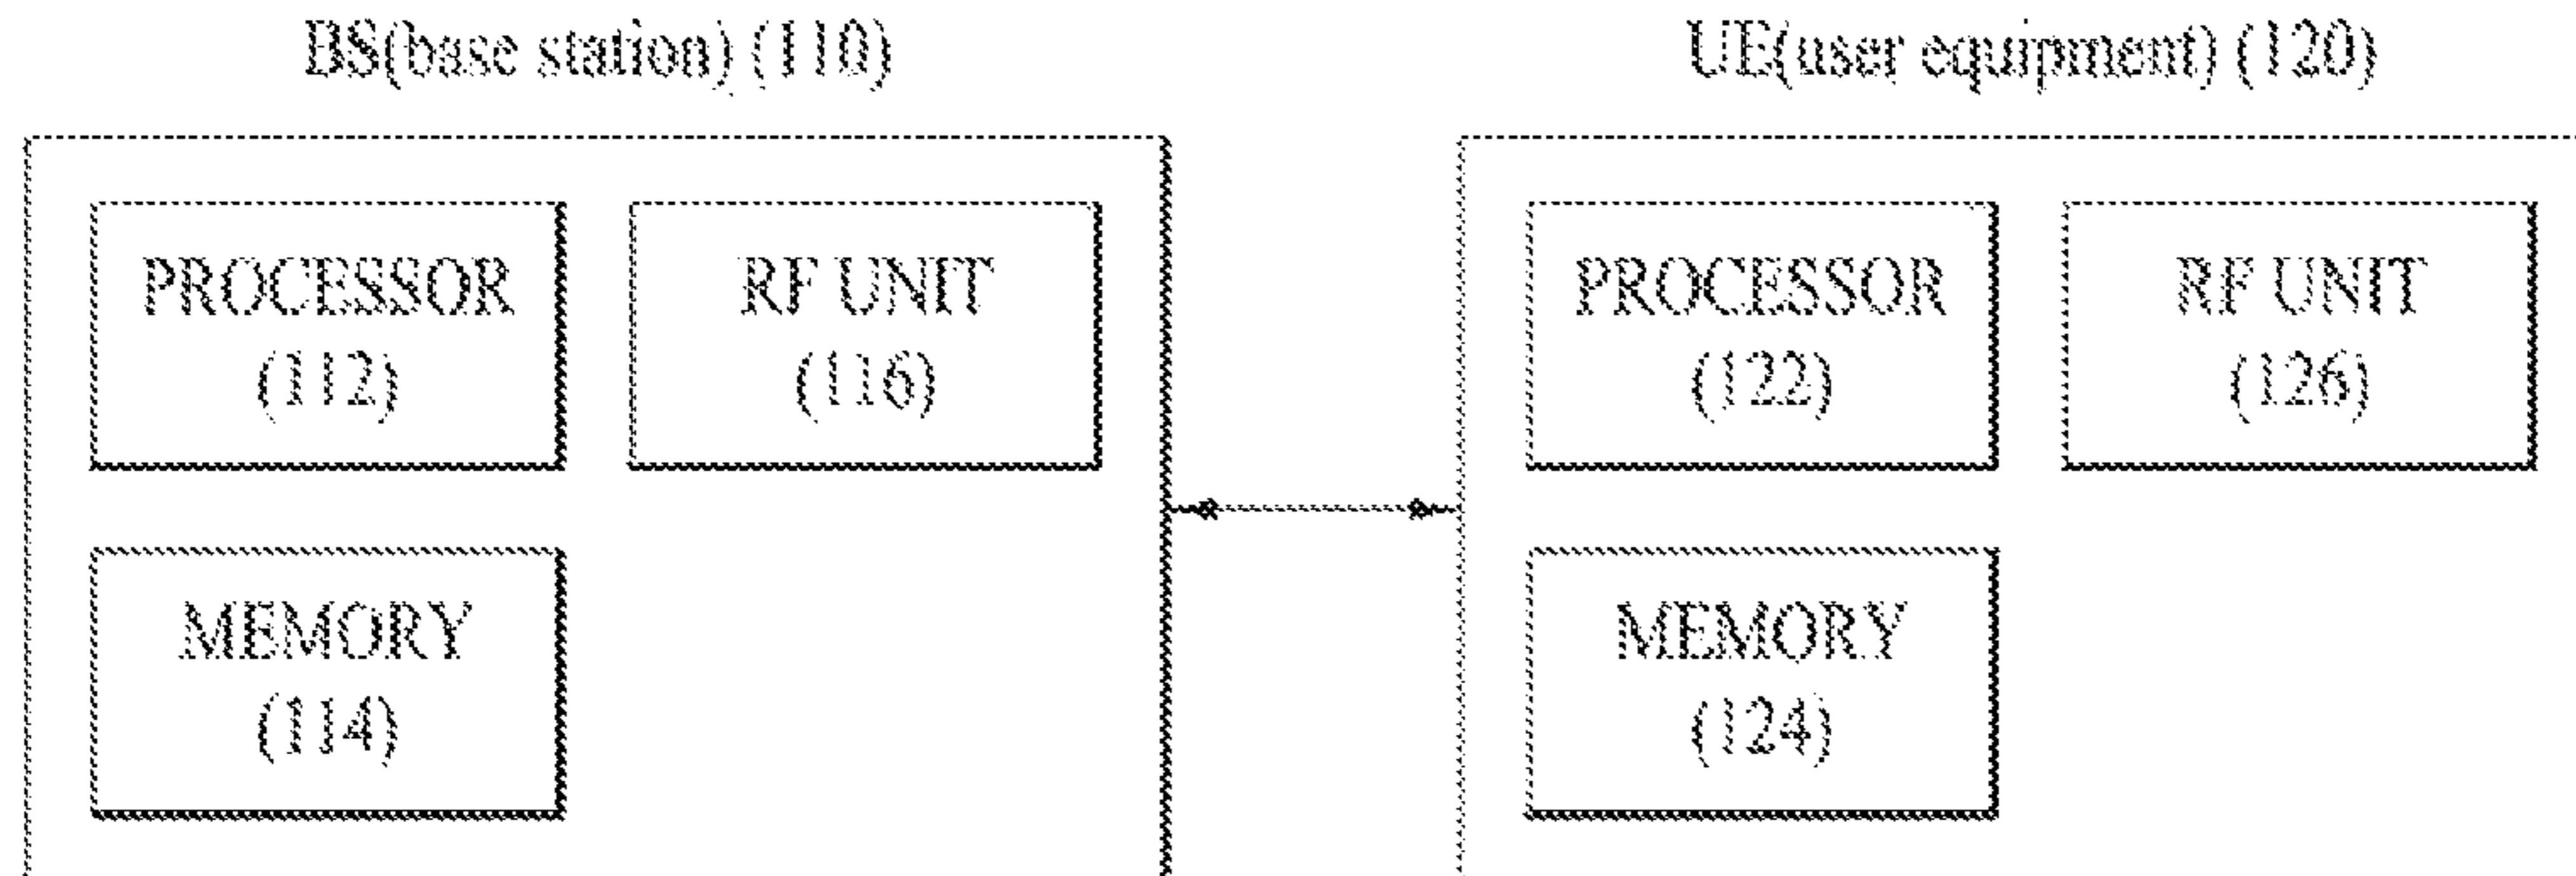 BS(base station) (110)
PROCESSOR
(112)
RF UNIT
(116)
MEMORY
(114)
UE(user equipment) (120)
PROCESSOR
(122)
RF UNIT
(126)
MEMORY
(124)